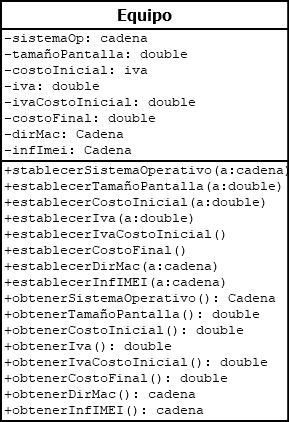 Equipo
-sistemaOp: cadena
-tamañoPantalla: double
-costoInicial: iva
-iva: double
-ivaCostoInicial: double
-costoFinal: double
-dirMac: Cadena
-infImei: Cadena
+stablecerSistemaOperativo(a:cadena)
+establecerTamañoPantalla(a:double)
+establecerCostoInicial(a:double)
+establecerIva(a:double)
+establecerIvaCostoInicial()
+establecerCostoFinal()
+establecerDirMac(a:cadena)
+establecerInfIMEI(a:cadena)
+obtenerSistemaOperativo(): Cadena
+obtenerTamañoPantalla(): double
+obtenerCostoInicial(): double
+obtenerIva(): double
+obtenerIvaCostoInicial(): double
+obtenerCostoFinal(): double
+obtenerDirMac(): cadena
+obtenerInfIMEI(): cadena